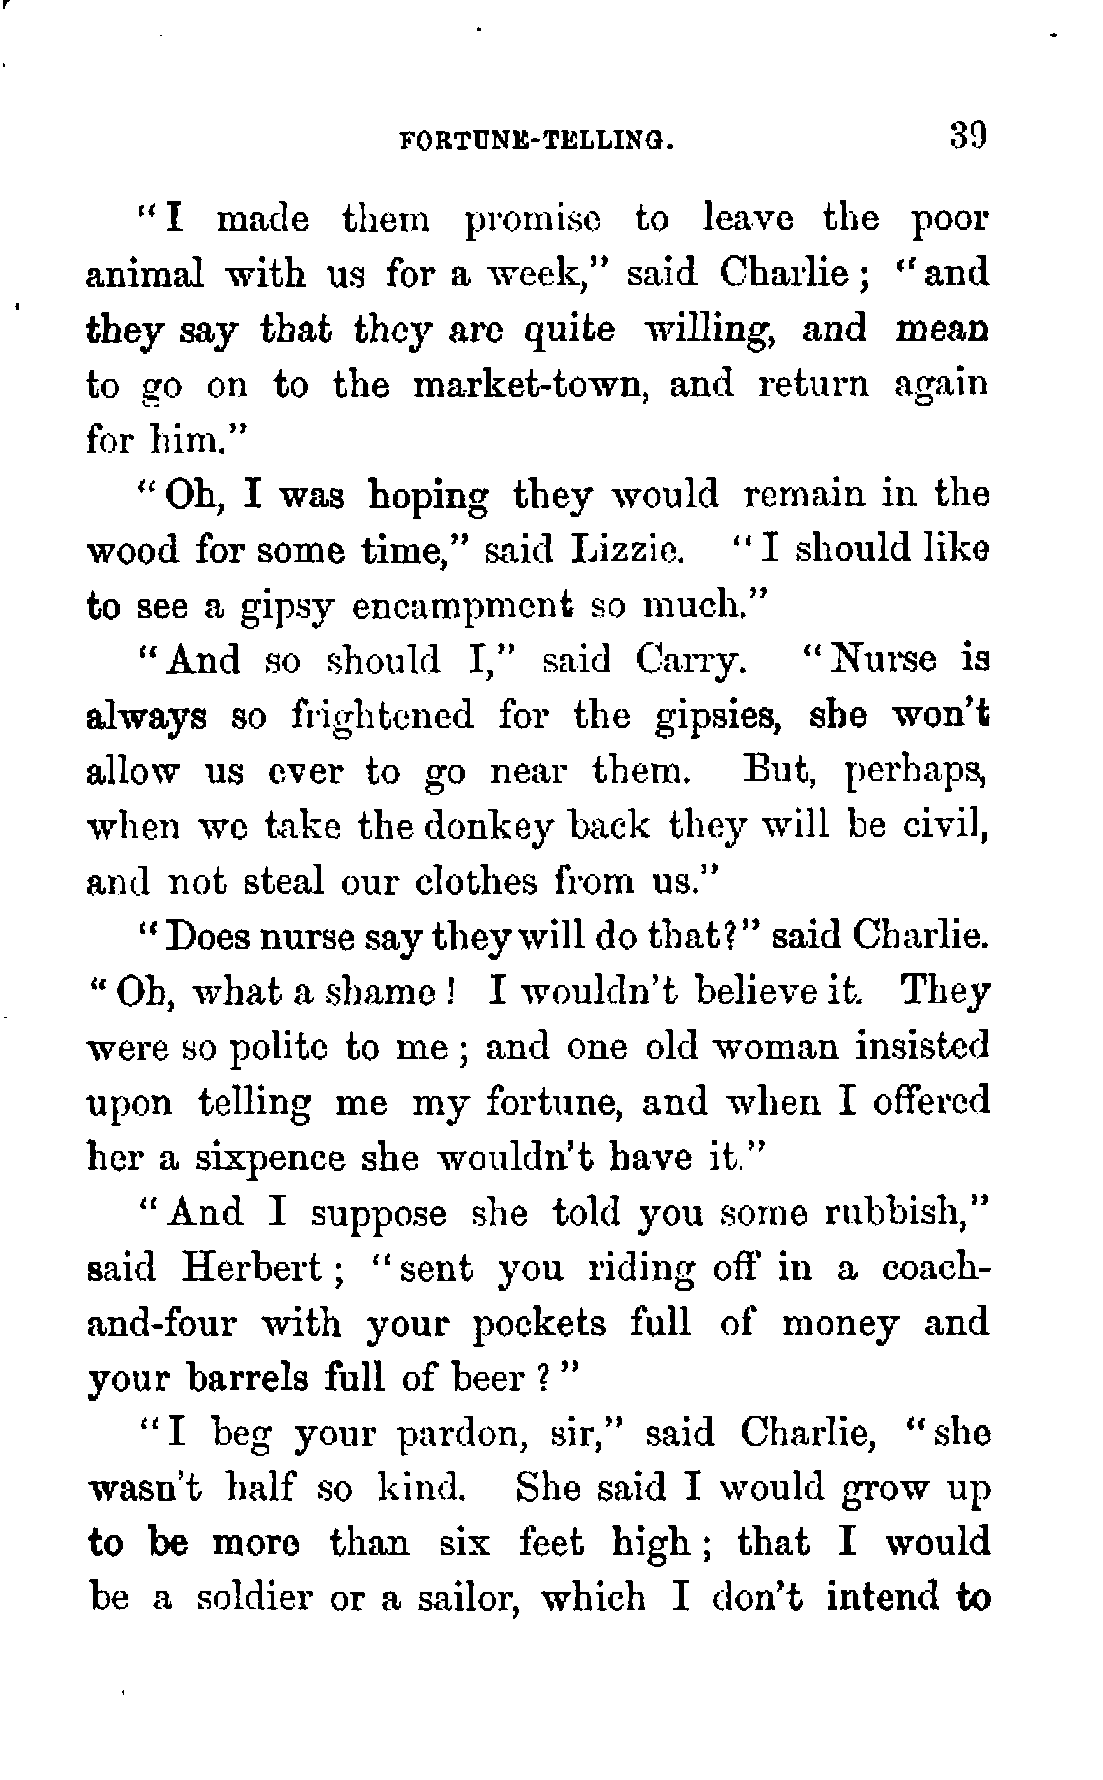 FORTUNE-TELLING. 39
"I made them promise to leave the poor
animal with us for a week," said Charlie; "and
they say that they are quite willing, and mean
to go on to the market-town, and return again
for him."
"Oh, I was hoping they would remain in the
wood for some time," said Lizzie. "I should like
to see a gipsy encampment so much."
"And so should I," said Carry. "Nurse is
always so frightened for the gipsies, she won't
allow us ever to go near them. But, perhaps,
when we take the donkey back they will be civil,
and not steal our clothes from us."
"Does nurse say they will do that?" said Charlie.
"Oh, what a shame! I wouldn't believe it. They
were so polite to me; and one old woman insisted
upon telling me my fortune, and when I offered
her a sixpence she wouldn't have it."
"And I suppose she told you some rubbish,"
said Herbert; "sent you riding off in a coach-
and-four with your pockets full of money and
your barrels full of beer?"
"I beg your pardon, sir," said Charlie, "she
wasn't half so kind. She said I would grow up
to be more than six feet high; that I would
be a soldier or a sailor, which I don't intend to